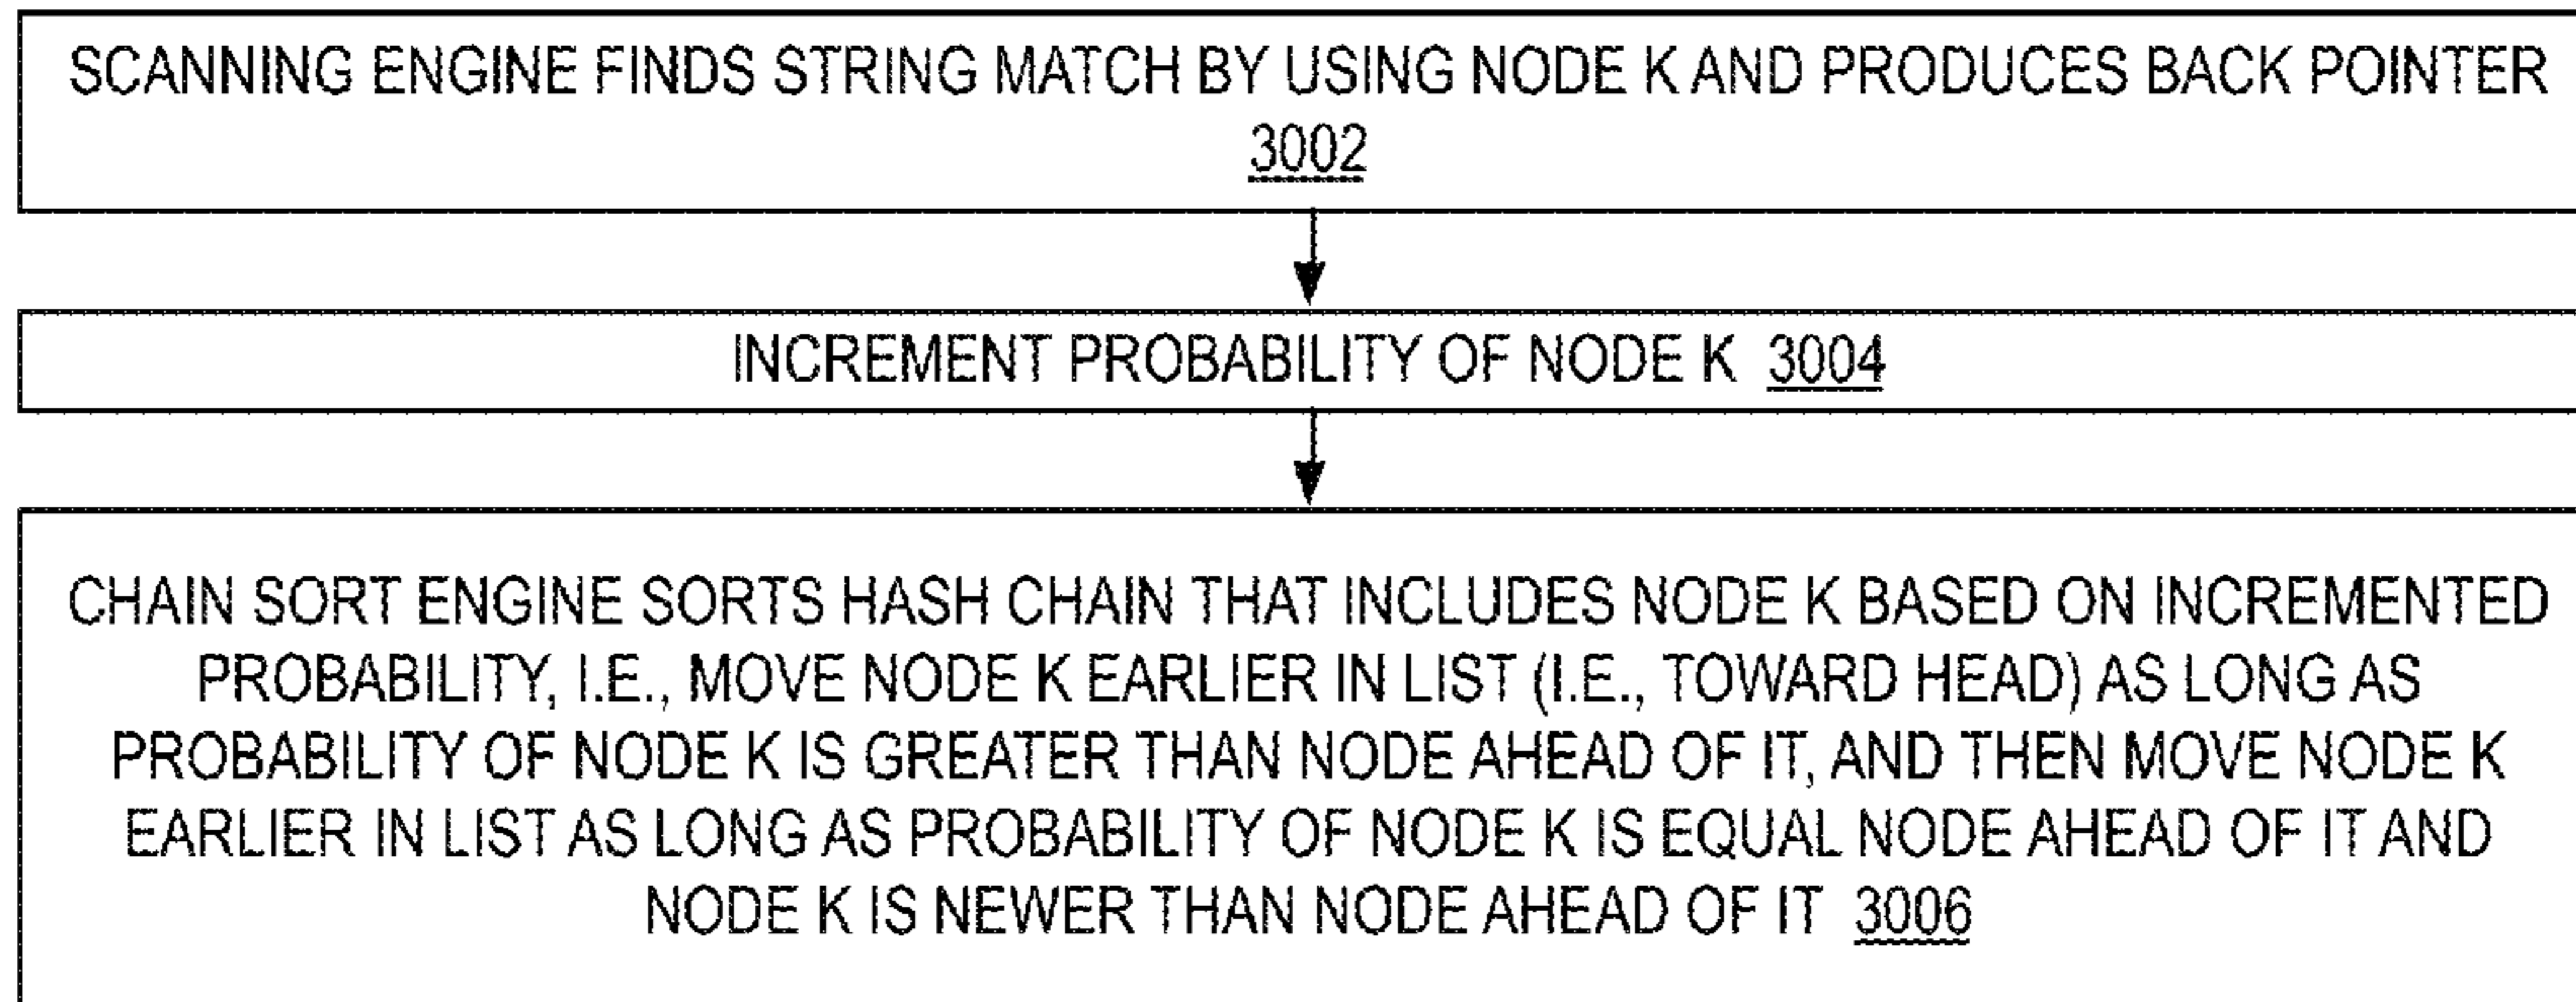 SCANNING ENGINE FINDS STRING MATCH BY USING NODE K AND PRODUCES BACK POINTER
3002
INCREMENT PROBABILITY OF NODE K 3004
CHAIN SORT ENGINE SORTS HASH CHAIN THAT INCLUDES NODE K BASED ON INCREMENTED
PROBABILITY, I.E., MOVE NODE K EARLIER IN LIST (I.E., TOWARD HEAD) AS LONG AS
PROBABILITY OF NODE K IS GREATER THAN NODE AHEAD OF IT, AND THEN MOVE NODE K
EARLIER IN LIST AS LONG AS PROBABILITY OF NODE K IS EQUAL NODE AHEAD OF IT AND
NODE K IS NEWER THAN NODE AHEAD OF IT 3006